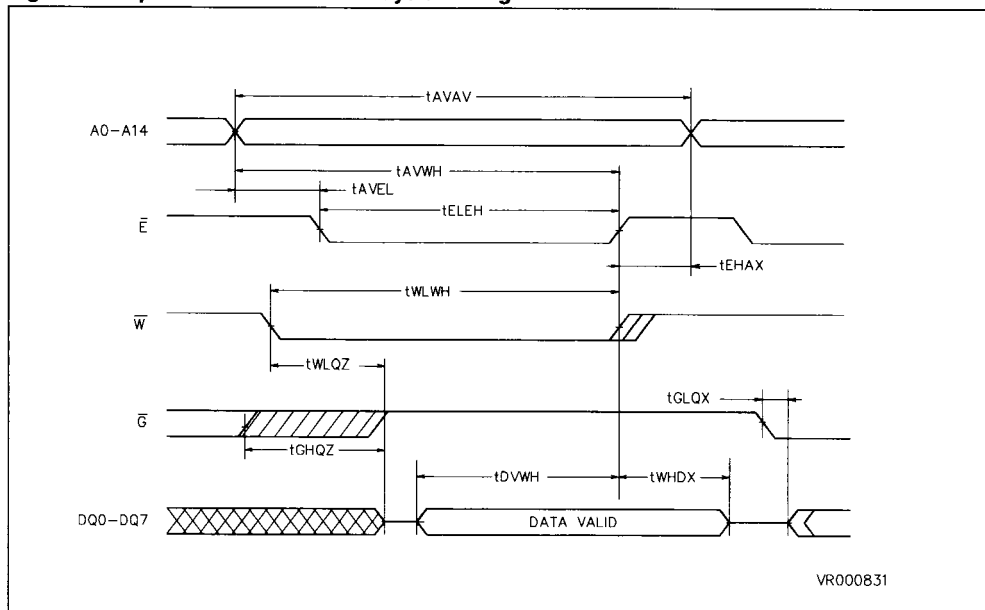 tAVAV
A0-A14
tAVWH
tAVEL
tELEH
E̅
tEHAX
tWLWH
W̅
tWLQZ
tGLQX
G̅
tGHQZ
tDVWH
tWHDX
DQ0-DQ7
DATA VALID
VR000831